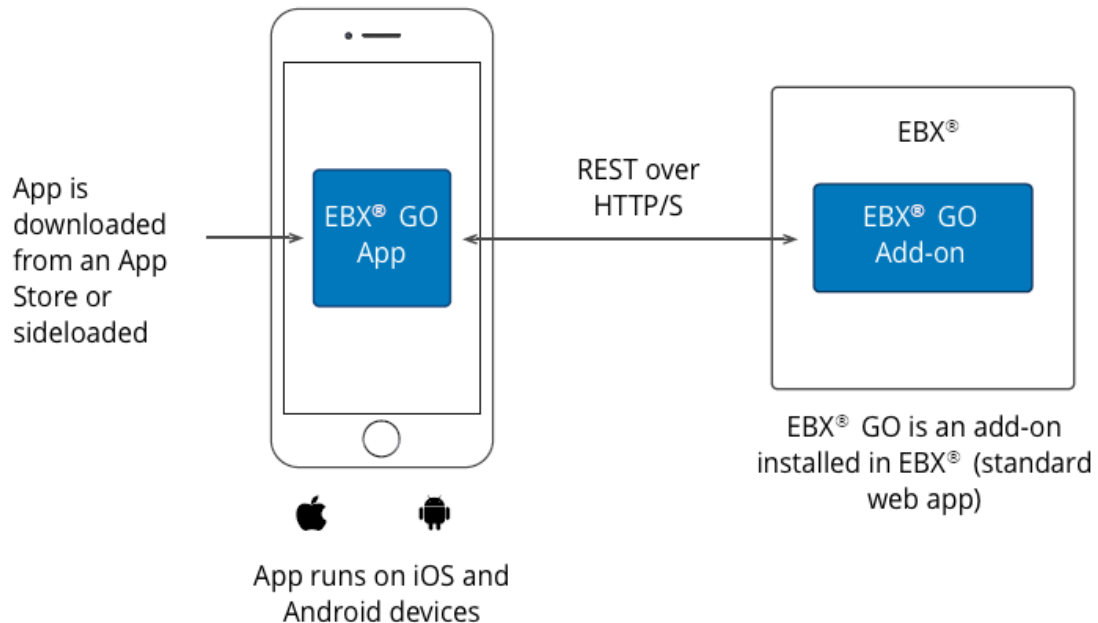 App is
downloaded
from an App
Store or
sideloaded
EBX® GO
App
REST over
HTTP/S
EBX®
EBX® GO
Add-on
EBX® GO is an add-on
installed in EBX® (standard
web app)
App runs on iOS and
Android devices